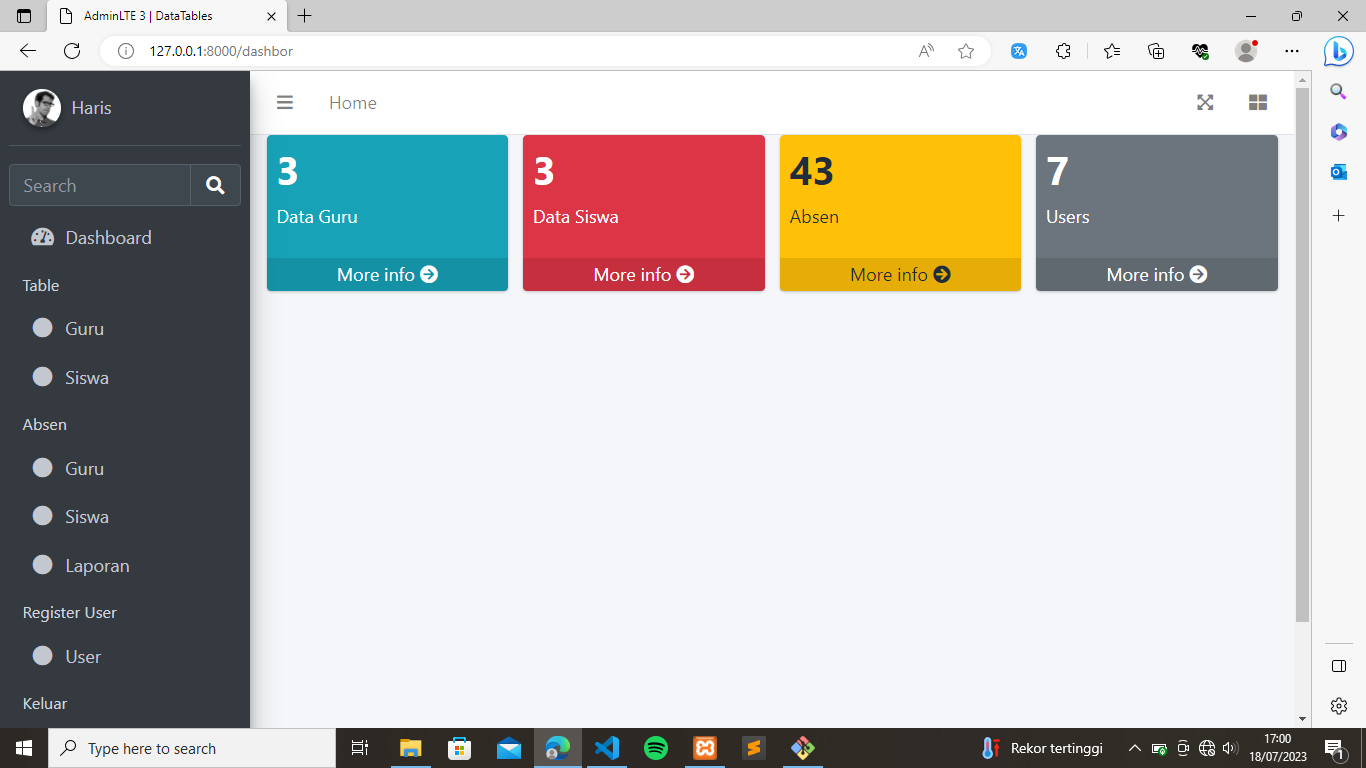 AdminLTE 3 | DataTables
127.0.0.1:8000/dashbor
Haris
Home
Search
Dashboard
Table
Guru
Siswa
Absen
Guru
Siswa
Laporan
Register User
User
Keluar
3
Data Guru
More info
3
Data Siswa
More info
43
Absen
More info
7
Users
More info
Type here to search
Rekor tertinggi
17:00
18/07/2023
1